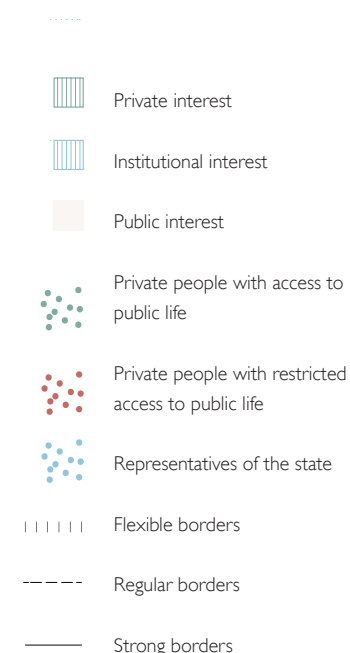 Private interest
Institutional interest
Public interest
Private people with access to
public life
Private people with restricted
access to public life
Representatives of the state
Flexible borders
Regular borders
Strong borders